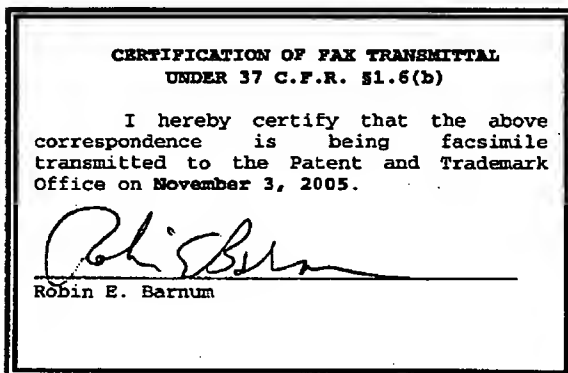 CERTIFICATION OF FAX TRANSMITTAL
UNDER 37 C.F.R. §1.6(b)
I hereby certify that the above
correspondence is being facsimile
transmitted to the Patent and Trademark
Office on November 3, 2005.
Robin E. Barnum